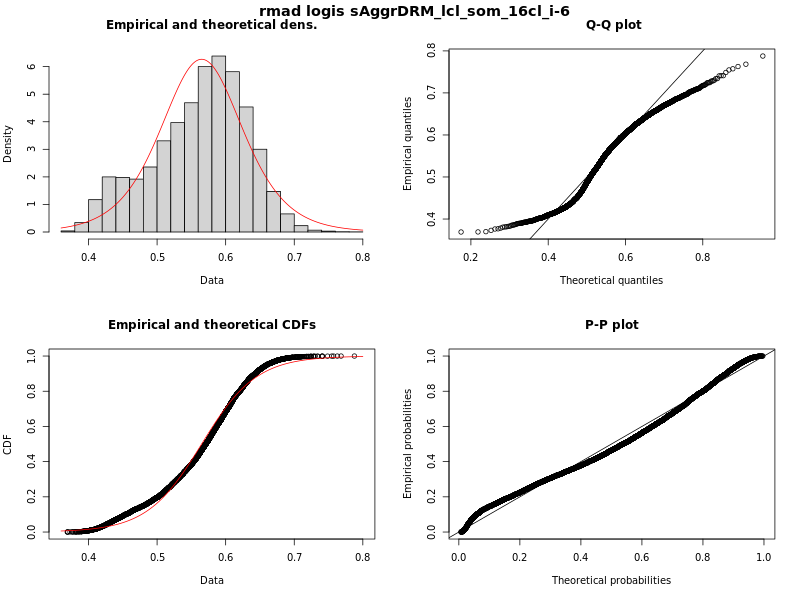 rmad logis sAggrDRM_lcl_som_16cl_i-6
Empirical and theoretical dens.
Density
0 1 2 3 4 5 6
0.4 0.5 0.6 0.7 0.8
Data
Q-Q plot
Empirical quantiles
0.4 0.5 0.6 0.7 0.8
0.2 0.4 0.6 0.8
Theoretical quantiles
Empirical and theoretical CDFs
CDF
0.0 0.2 0.4 0.6 0.8 1.0
0.4 0.5 0.6 0.7 0.8
Data
P-P plot
Empirical probabilities
0.0 0.2 0.4 0.6 0.8 1.0
0.0 0.2 0.4 0.6 0.8 1.0
Theoretical probabilities